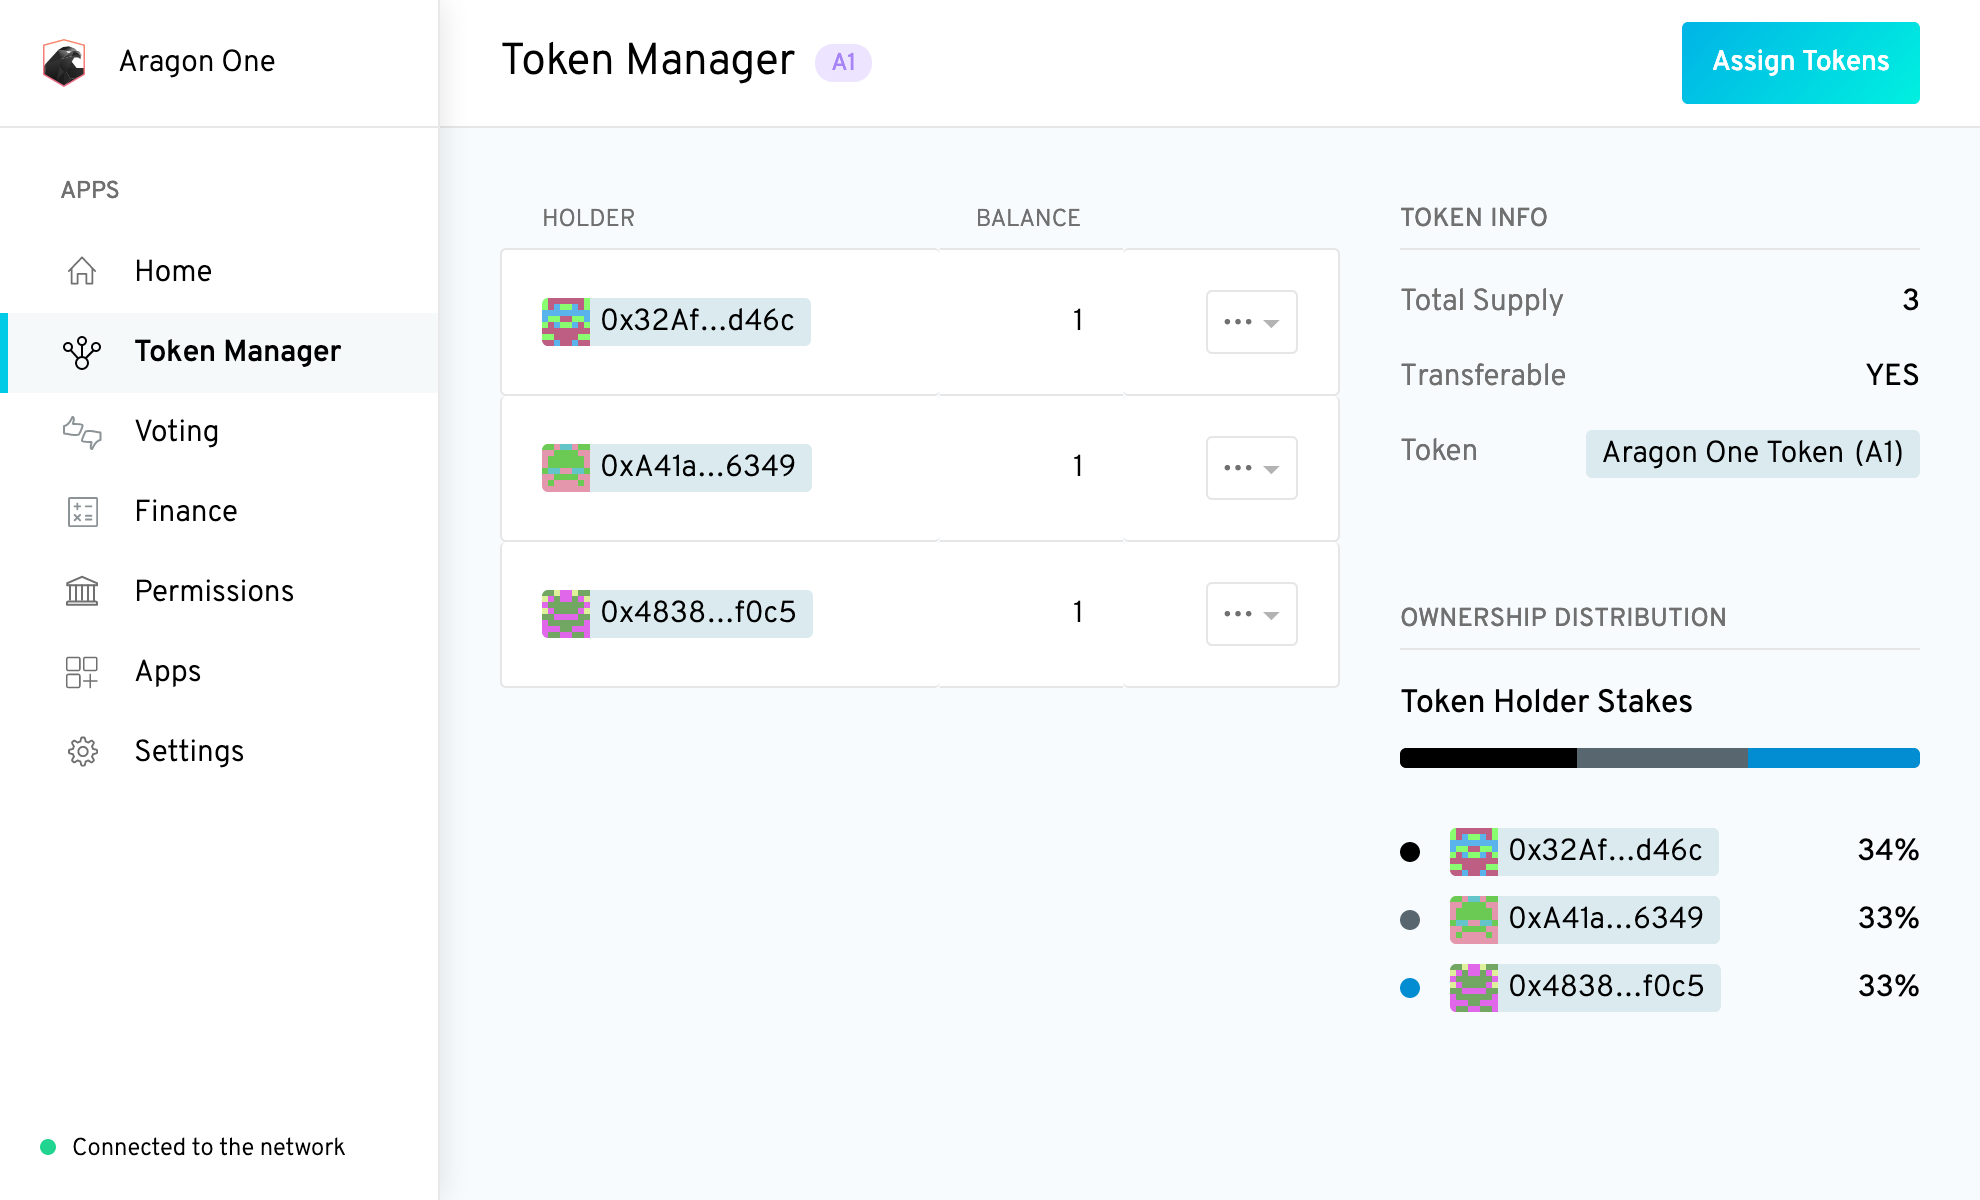 Aragon One
Token Manager A1
Assign Tokens
APPS
Home
Token Manager
Voting
Finance
Permissions
Apps
Settings
Connected to the network
HOLDER BALANCE
0x32Af...d46c 1
0xA41a...6349 1
0x4838...f0c5 1
TOKEN INFO
Total Supply 3
Transferable YES
Token Aragon One Token (A1)
OWNERSHIP DISTRIBUTION
Token Holder Stakes
0x32Af...d46c 34%
0xA41a...6349 33%
0x4838...f0c5 33%